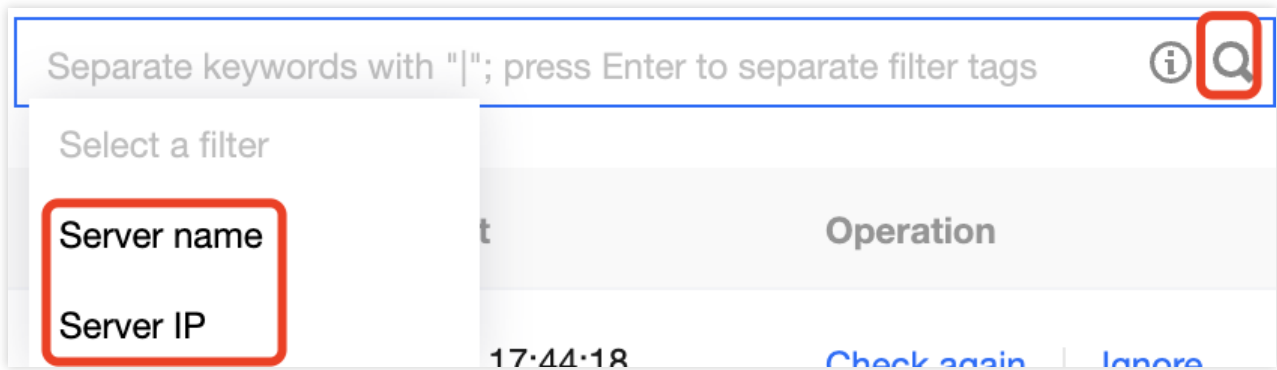 Separate keywords with "|"; press Enter to separate filter tags
Select a filter
Server name
t
Operation
Server IP
17:44:18
Check again
Ignore